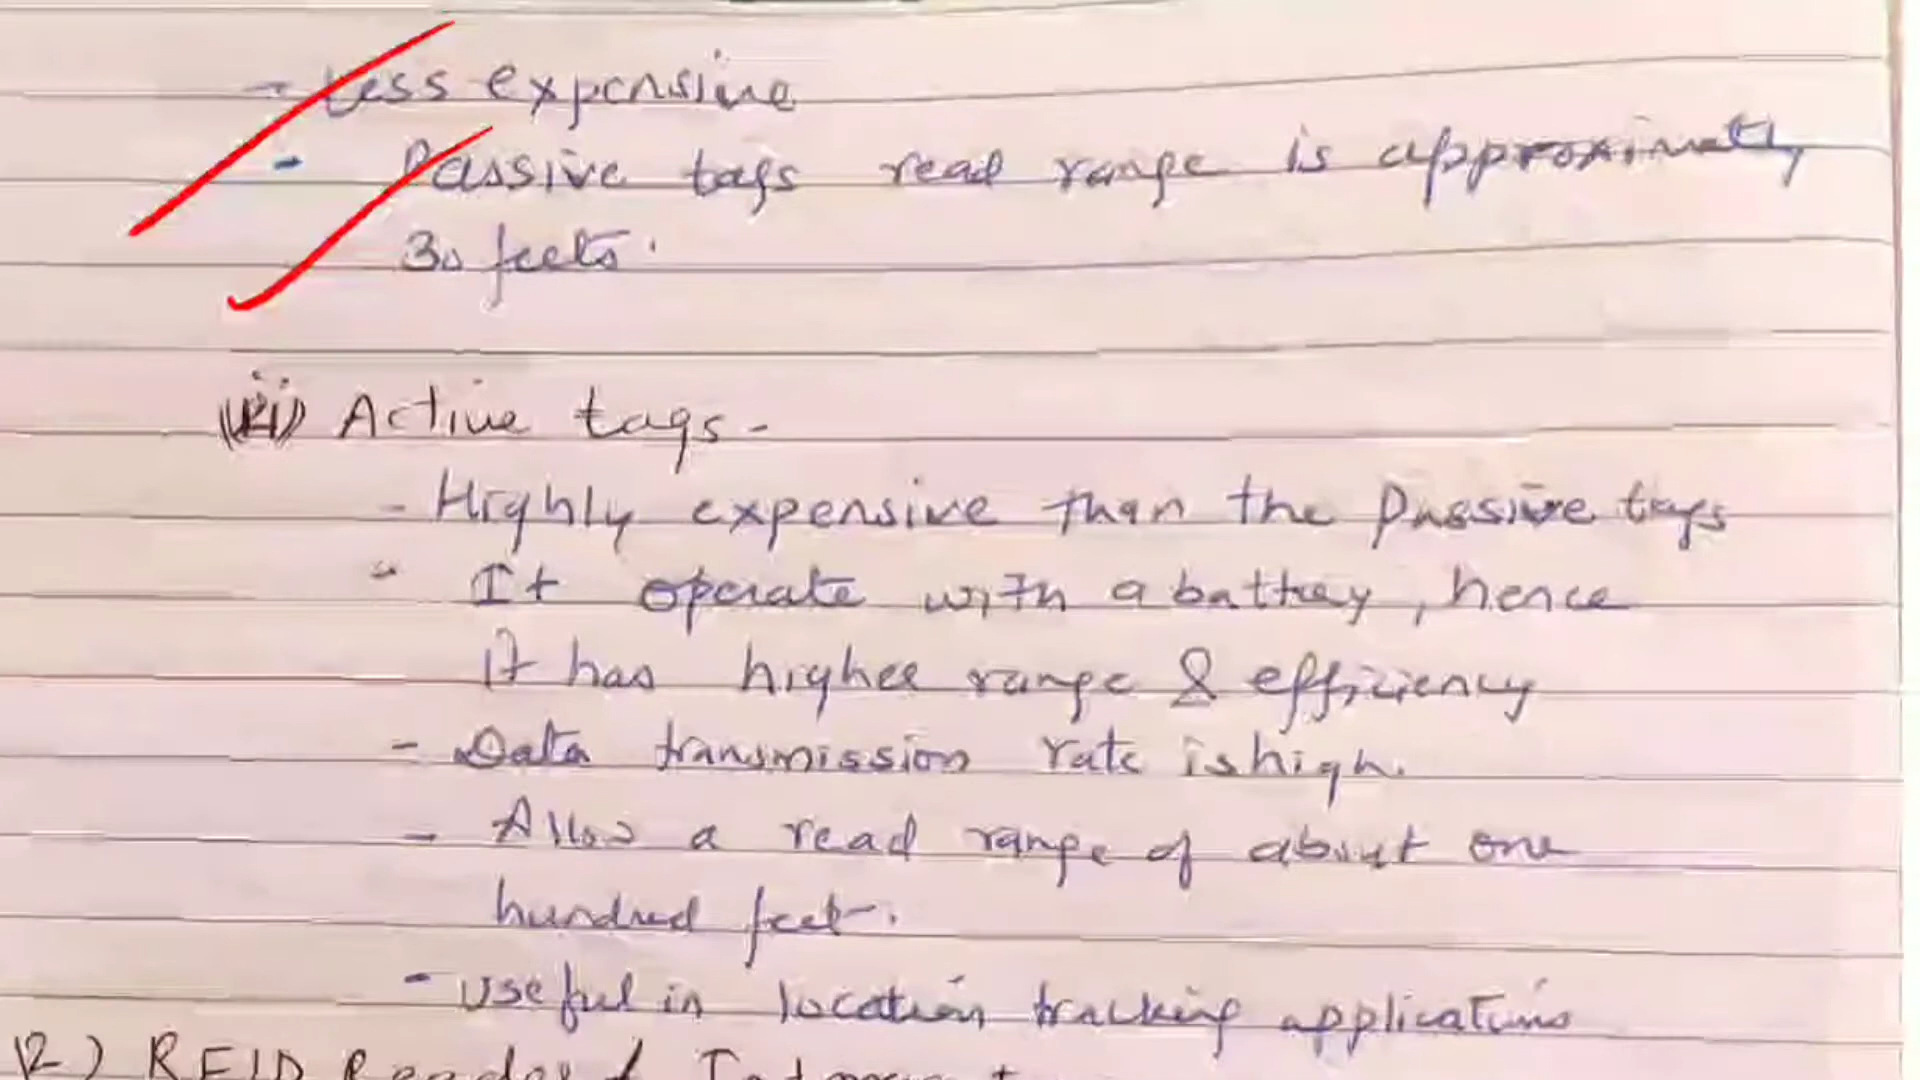 - Less expensive
- Passive tags read range is approximately
30 feets.
(ii) Active tags -
- Highly expensive than the Passive tags
- It operate with a battery, hence
it has higher range & efficiency
- Data transmission rate is high.
- Allow a read range of about one
hundred feet.
- useful in location tracking applications
2) RFID Reader /